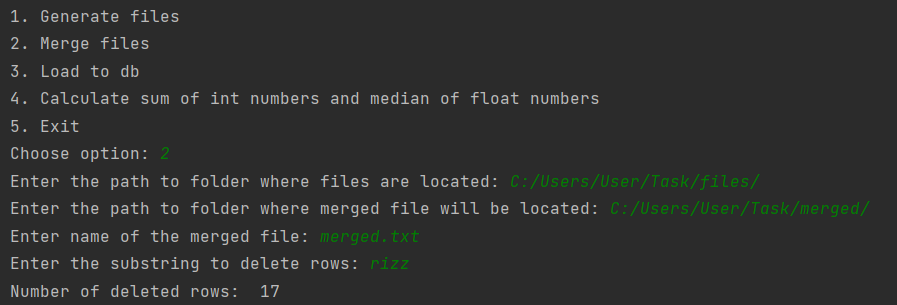 1. Generate files
2. Merge files
3. Load to db
4. Calculate sum of int numbers and median of float numbers
5. Exit
Choose option: 2
Enter the path to folder where files are located: C:/Users/User/Task/files/
Enter the path to folder where merged file will be located: C:/Users/User/Task/merged/
Enter name of the merged file: merged.txt
Enter the substring to delete rows: rizz
Number of deleted rows:  17